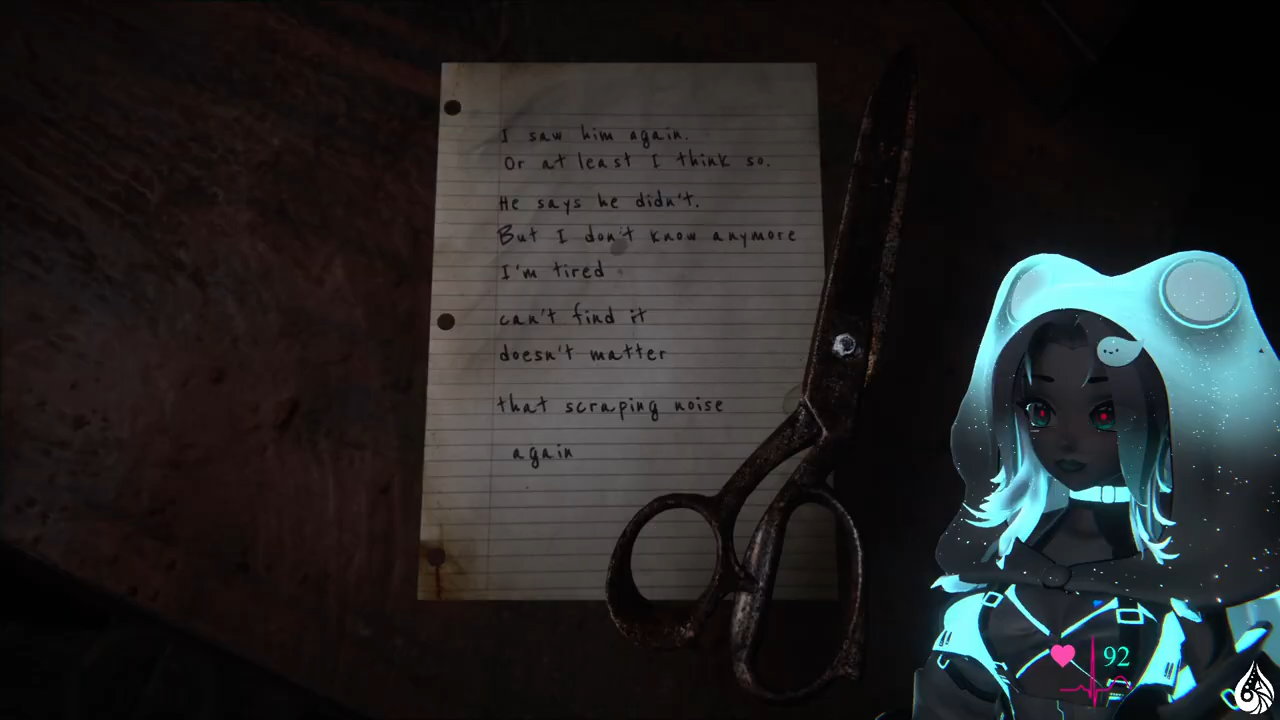 I saw him again.
Or at least I think so.
He says he didn't.
But I don't know anymore
I'm tired
can't find it
doesn't matter
that scraping noise
again
92